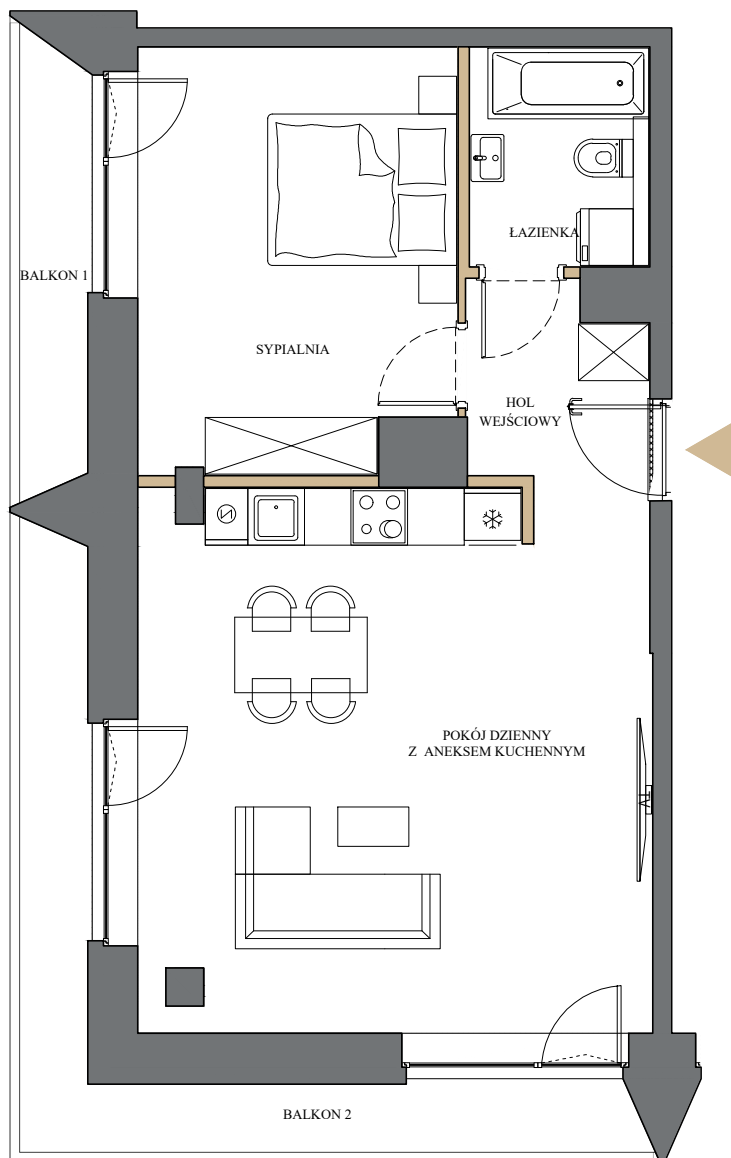 ŁAZIENKA
BALKON 1
SYPIALNIA
HOL
WEJŚCIOWY
POKÓJ DZIENNY
Z ANEKSEM KUCHENNYM
BALKON 2